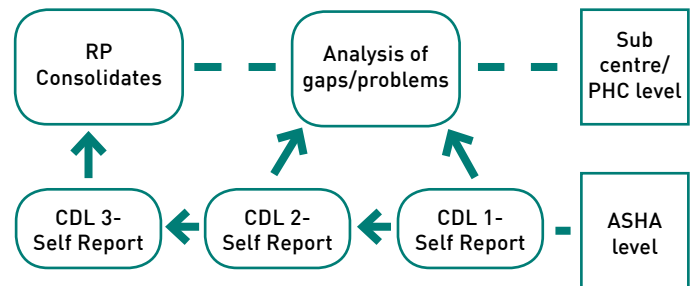 RP
Consolidates
Analysis of
gaps/problems
Sub
centre/
PHC level
CDL 3-
Self Report
CDL 2-
Self Report
CDL 1-
Self Report
ASHA
level